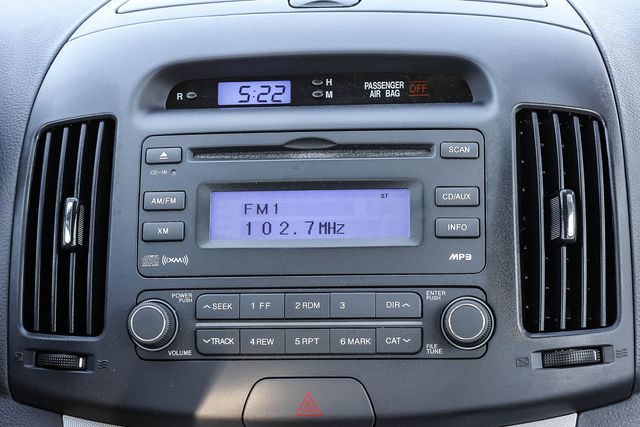 R 5:22 H M PASSENGER AIR BAG OFF
SCAN
CD-IN
ST
AM/FM FM1 CD/AUX
XM 102.7MHz INFO
((XM)) MP3
POWER PUSH SEEK 1 FF 2 RDM 3 DIR ENTER PUSH
VOLUME TRACK 4 REW 5 RPT 6 MARK CAT FILE TUNE